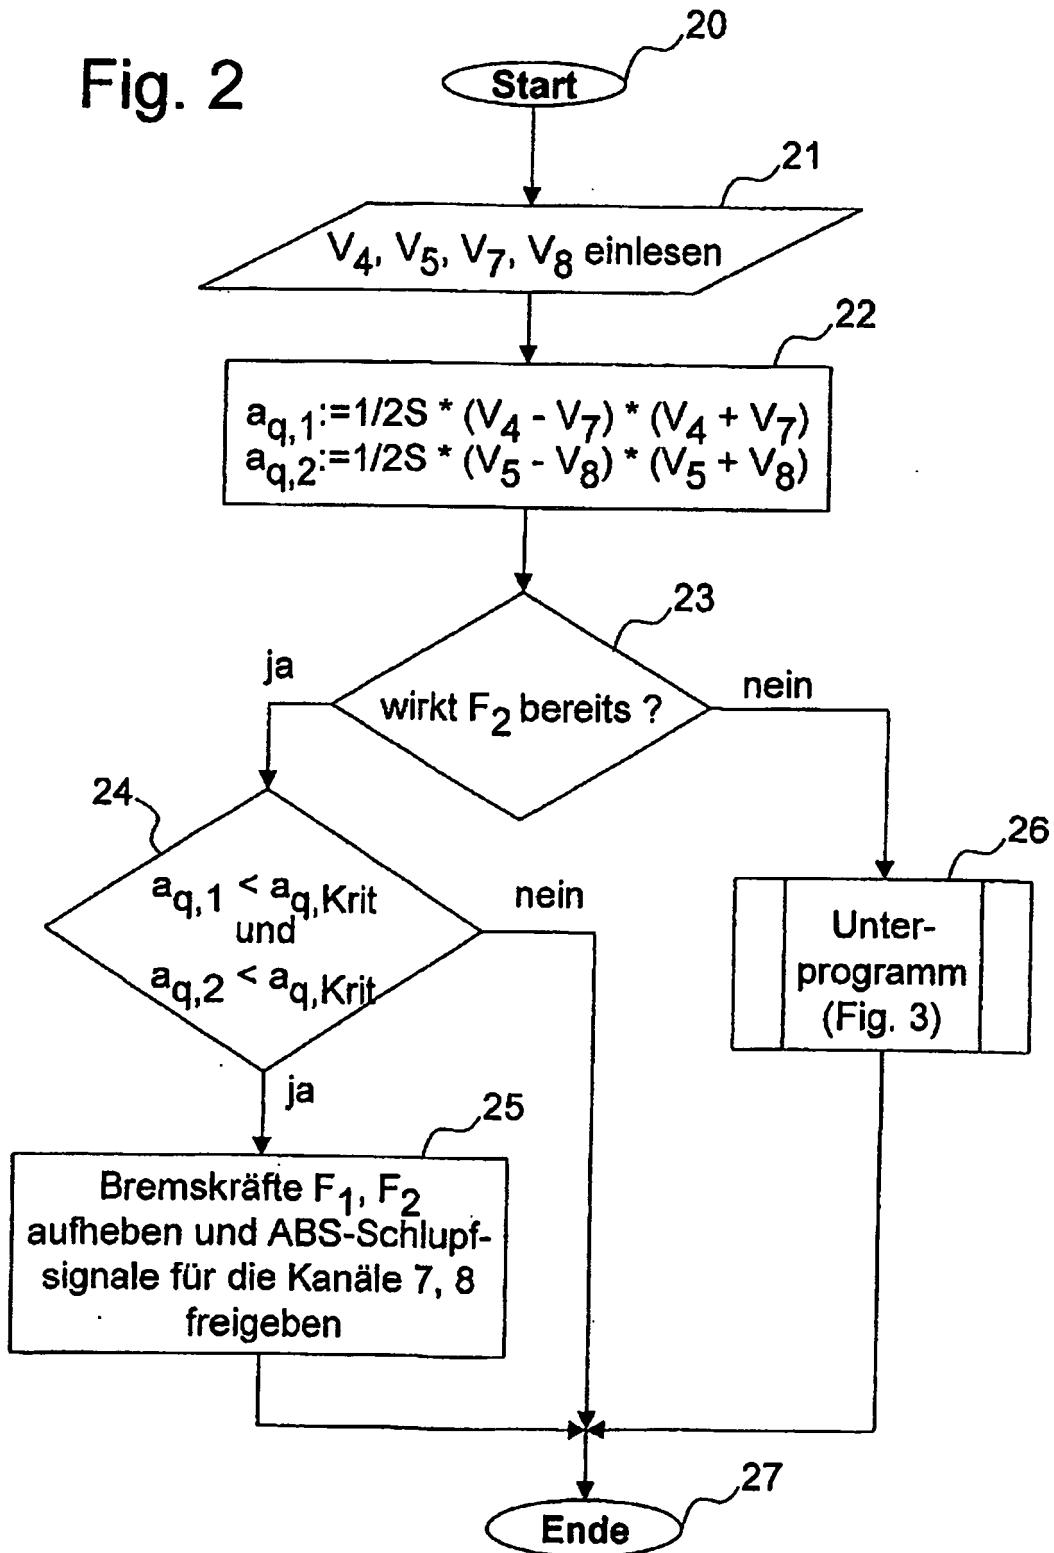 Fig. 2
20
Start
21
V4, V5, V7, V8 einlesen
22
aq,1:=1/2S * (V4 - V7) * (V4 + V7)
aq,2:=1/2S * (V5 - V8) * (V5 + V8)
23
ja
wirkt F2 bereits ?
nein
24
aq,1 < aq,Krit
und
aq,2 < aq,Krit
nein
26
Unter-
programm
(Fig. 3)
ja
25
Bremskräfte F1, F2
aufheben und ABS-Schlupf-
signale für die Kanäle 7, 8
freigeben
27
Ende